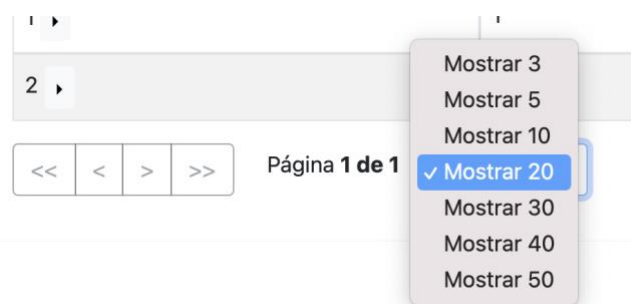 1
Mostrar 3
2
Mostrar 5
Mostrar 10
<< < > >> Página 1 de 1 ✓ Mostrar 20
Mostrar 30
Mostrar 40
Mostrar 50